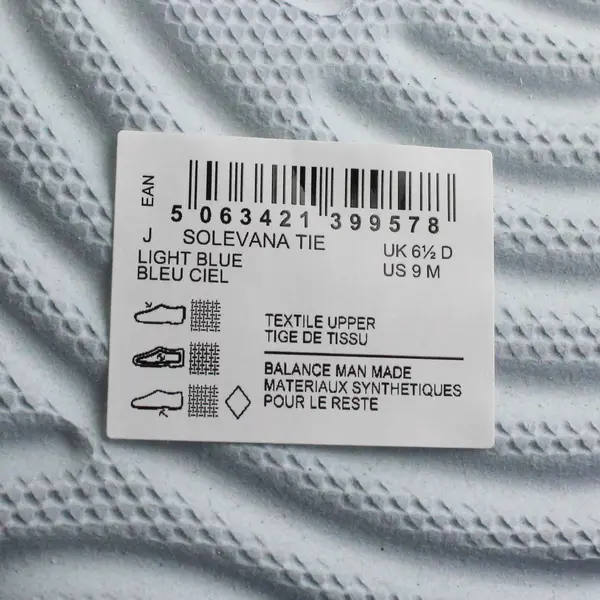 EAN
5 063421 399578
J SOLEVANA TIE
UK 6½ D
LIGHT BLUE
US 9 M
BLEU CIEL
TEXTILE UPPER
TIGE DE TISSU
BALANCE MAN MADE
MATERIAUX SYNTHETIQUES
POUR LE RESTE